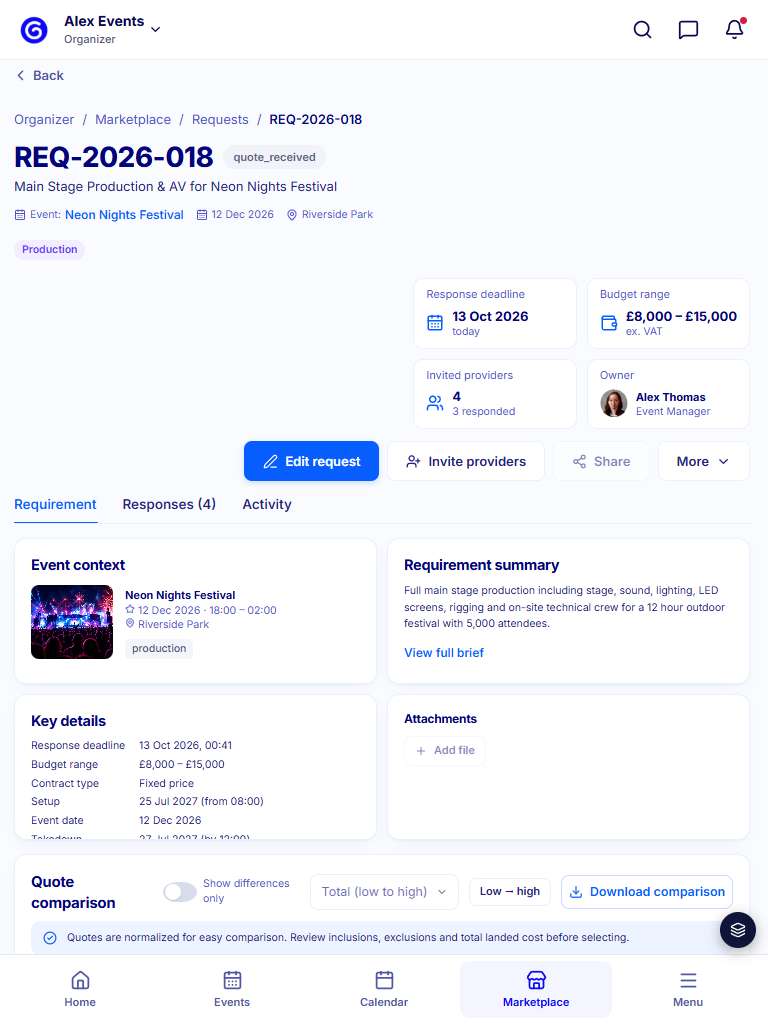 Alex Events
Organizer
Back
Organizer / Marketplace / Requests / REQ-2026-018
REQ-2026-018 quote_received
Main Stage Production & AV for Neon Nights Festival
Event: Neon Nights Festival 12 Dec 2026 Riverside Park
Production
Response deadline
13 Oct 2026
today
Budget range
£8,000 – £15,000
ex. VAT
Invited providers
4
3 responded
Owner
Alex Thomas
Event Manager
Edit request Invite providers Share More
Requirement Responses (4) Activity
Event context
Neon Nights Festival
12 Dec 2026 · 18:00 – 02:00
Riverside Park
production
Requirement summary
Full main stage production including stage, sound, lighting, LED
screens, rigging and on-site technical crew for a 12 hour outdoor
festival with 5,000 attendees.
View full brief
Key details
Response deadline 13 Oct 2026, 00:41
Budget range £8,000 – £15,000
Contract type Fixed price
Setup 25 Jul 2027 (from 08:00)
Event date 12 Dec 2026
Takedown 27 Jul 2027 (by 12:00)
Attachments
+ Add file
Quote
comparison
Show differences
only
Total (low to high)
Low → high
Download comparison
Quotes are normalized for easy comparison. Review inclusions, exclusions and total landed cost before selecting.
Home Events Calendar Marketplace Menu